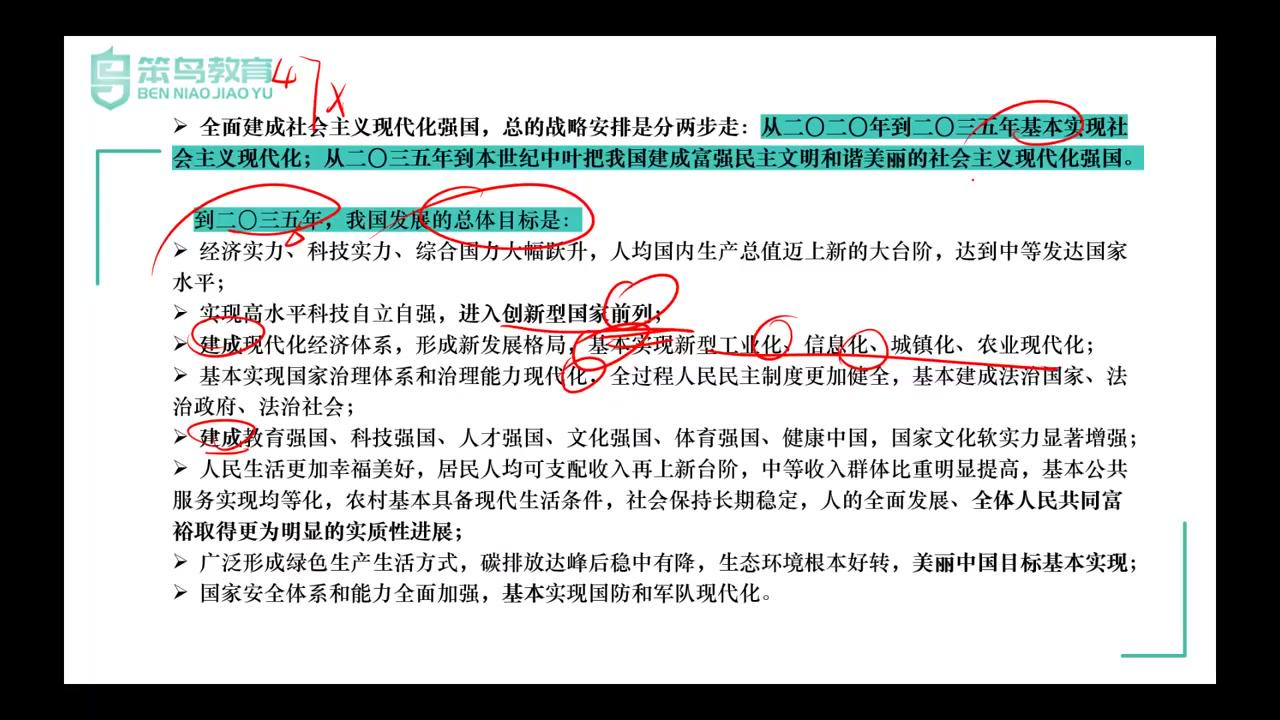 笨鸟教育
BEN NIAO JIAO YU
47x
➢ 全面建成社会主义现代化强国，总的战略安排是分两步走：从二〇二〇年到二〇三五年基本实现社
会主义现代化；从二〇三五年到本世纪中叶把我国建成富强民主文明和谐美丽的社会主义现代化强国。
到二〇三五年，我国发展的总体目标是：
➢ 经济实力、科技实力、综合国力大幅跃升，人均国内生产总值迈上新的大台阶，达到中等发达国家
水平；
➢ 实现高水平科技自立自强，进入创新型国家前列；
➢ 建成现代化经济体系，形成新发展格局，基本实现新型工业化、信息化、城镇化、农业现代化；
➢ 基本实现国家治理体系和治理能力现代化，全过程人民民主制度更加健全，基本建成法治国家、法
治政府、法治社会；
➢ 建成教育强国、科技强国、人才强国、文化强国、体育强国、健康中国，国家文化软实力显著增强；
➢ 人民生活更加幸福美好，居民人均可支配收入再上新台阶，中等收入群体比重明显提高，基本公共
服务实现均等化，农村基本具备现代生活条件，社会保持长期稳定，人的全面发展、全体人民共同富
裕取得更为明显的实质性进展；
➢ 广泛形成绿色生产生活方式，碳排放达峰后稳中有降，生态环境根本好转，美丽中国目标基本实现；
➢ 国家安全体系和能力全面加强，基本实现国防和军队现代化。